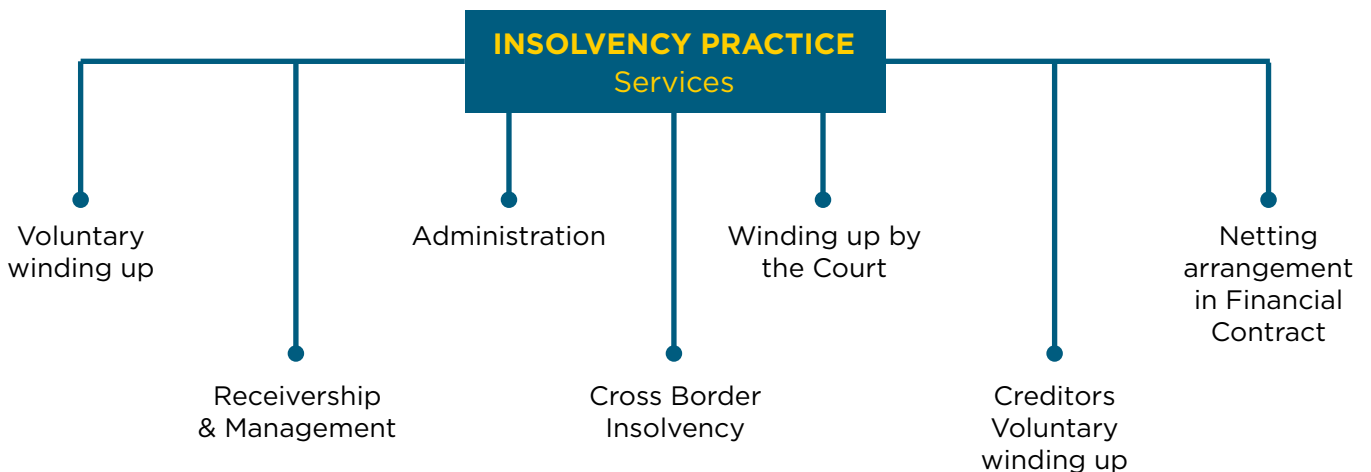 INSOLVENCY PRACTICE
Services
Voluntary
winding up
Receivership
& Management
Administration
Cross Border
Insolvency
Winding up by
the Court
Creditors
Voluntary
winding up
Netting
arrangement
in Financial
Contract